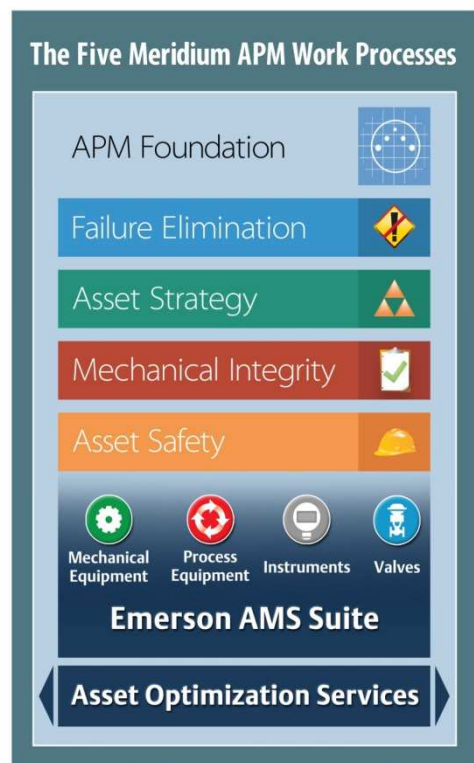 The Five Meridium APM Work Processes
APM Foundation
Failure Elimination
Asset Strategy
Mechanical Integrity
Asset Safety
Mechanical
Equipment
Process
Equipment
Instruments
Valves
Emerson AMS Suite
Asset Optimization Services